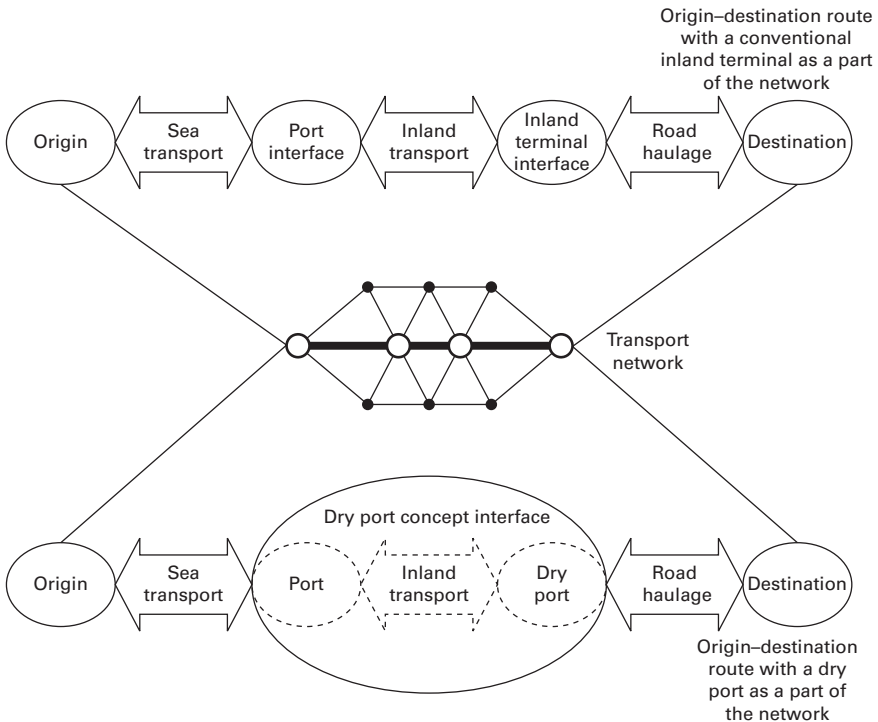 Origin–destination route
with a conventional
inland terminal as a part
of the network
Origin
Sea
transport
Port
interface
Inland
transport
Inland
terminal
interface
Road
haulage
Destination
Transport
network
Dry port concept interface
Origin
Sea
transport
Port
Inland
transport
Dry
port
Road
haulage
Destination
Origin–destination
route with a dry
port as a part of
the network